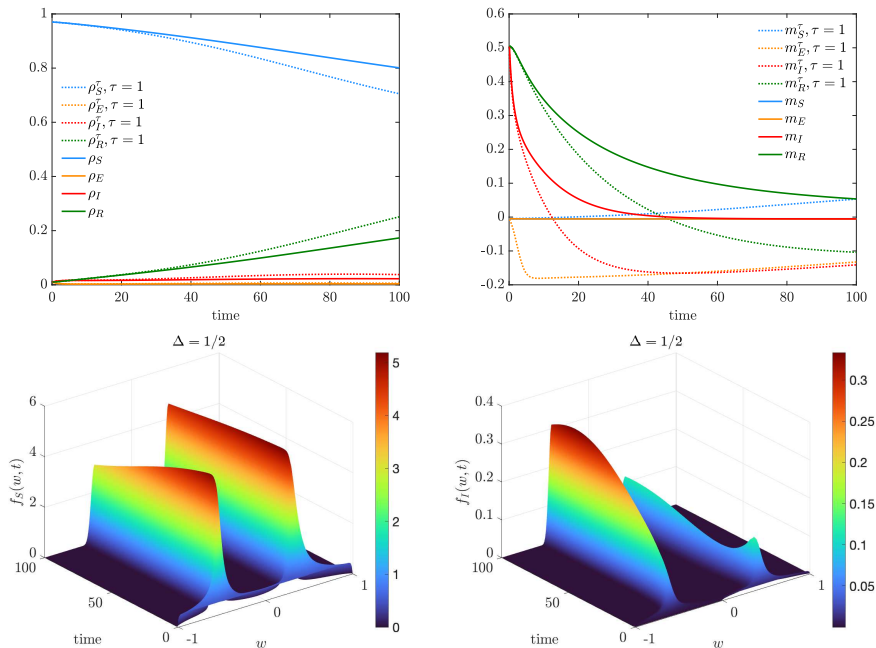 1
0.8
0.6
0.4
0.2
0
0 20 40 60 80 100
time
ρ_S^τ, τ = 1
ρ_E^τ, τ = 1
ρ_I^τ, τ = 1
ρ_R^τ, τ = 1
ρ_S
ρ_E
ρ_I
ρ_R
0.6
0.5
0.4
0.3
0.2
0.1
0
-0.1
-0.2
0 20 40 60 80 100
time
m_S^τ, τ = 1
m_E^τ, τ = 1
m_I^τ, τ = 1
m_R^τ, τ = 1
m_S
m_E
m_I
m_R
Δ = 1/2
f_S(w, t)
6
4
2
0
100
50
0
time
-1
0
1
w
5
4
3
2
1
0
Δ = 1/2
f_I(w, t)
0.4
0.3
0.2
0.1
0
100
50
0
time
-1
0
1
w
0.3
0.25
0.2
0.15
0.1
0.05